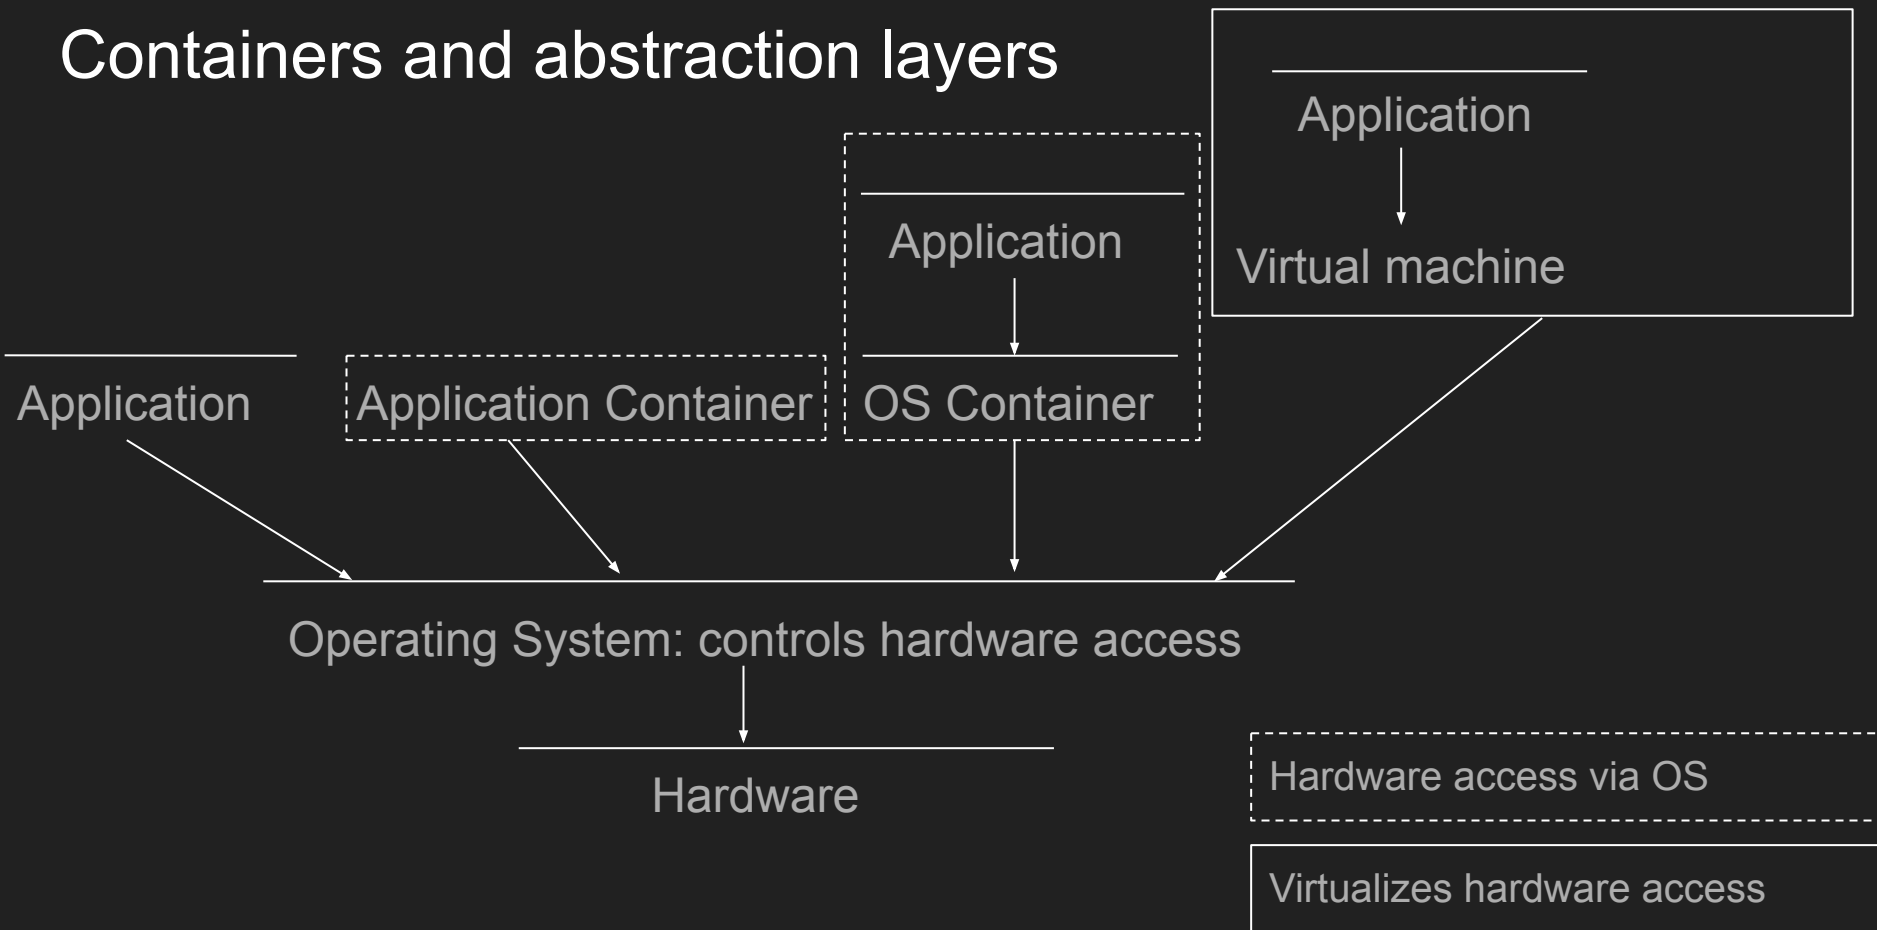 Containers and abstraction layers
Application
Virtual machine
Application
OS Container
Application
Application Container
Operating System: controls hardware access
Hardware
Hardware access via OS
Virtualizes hardware access